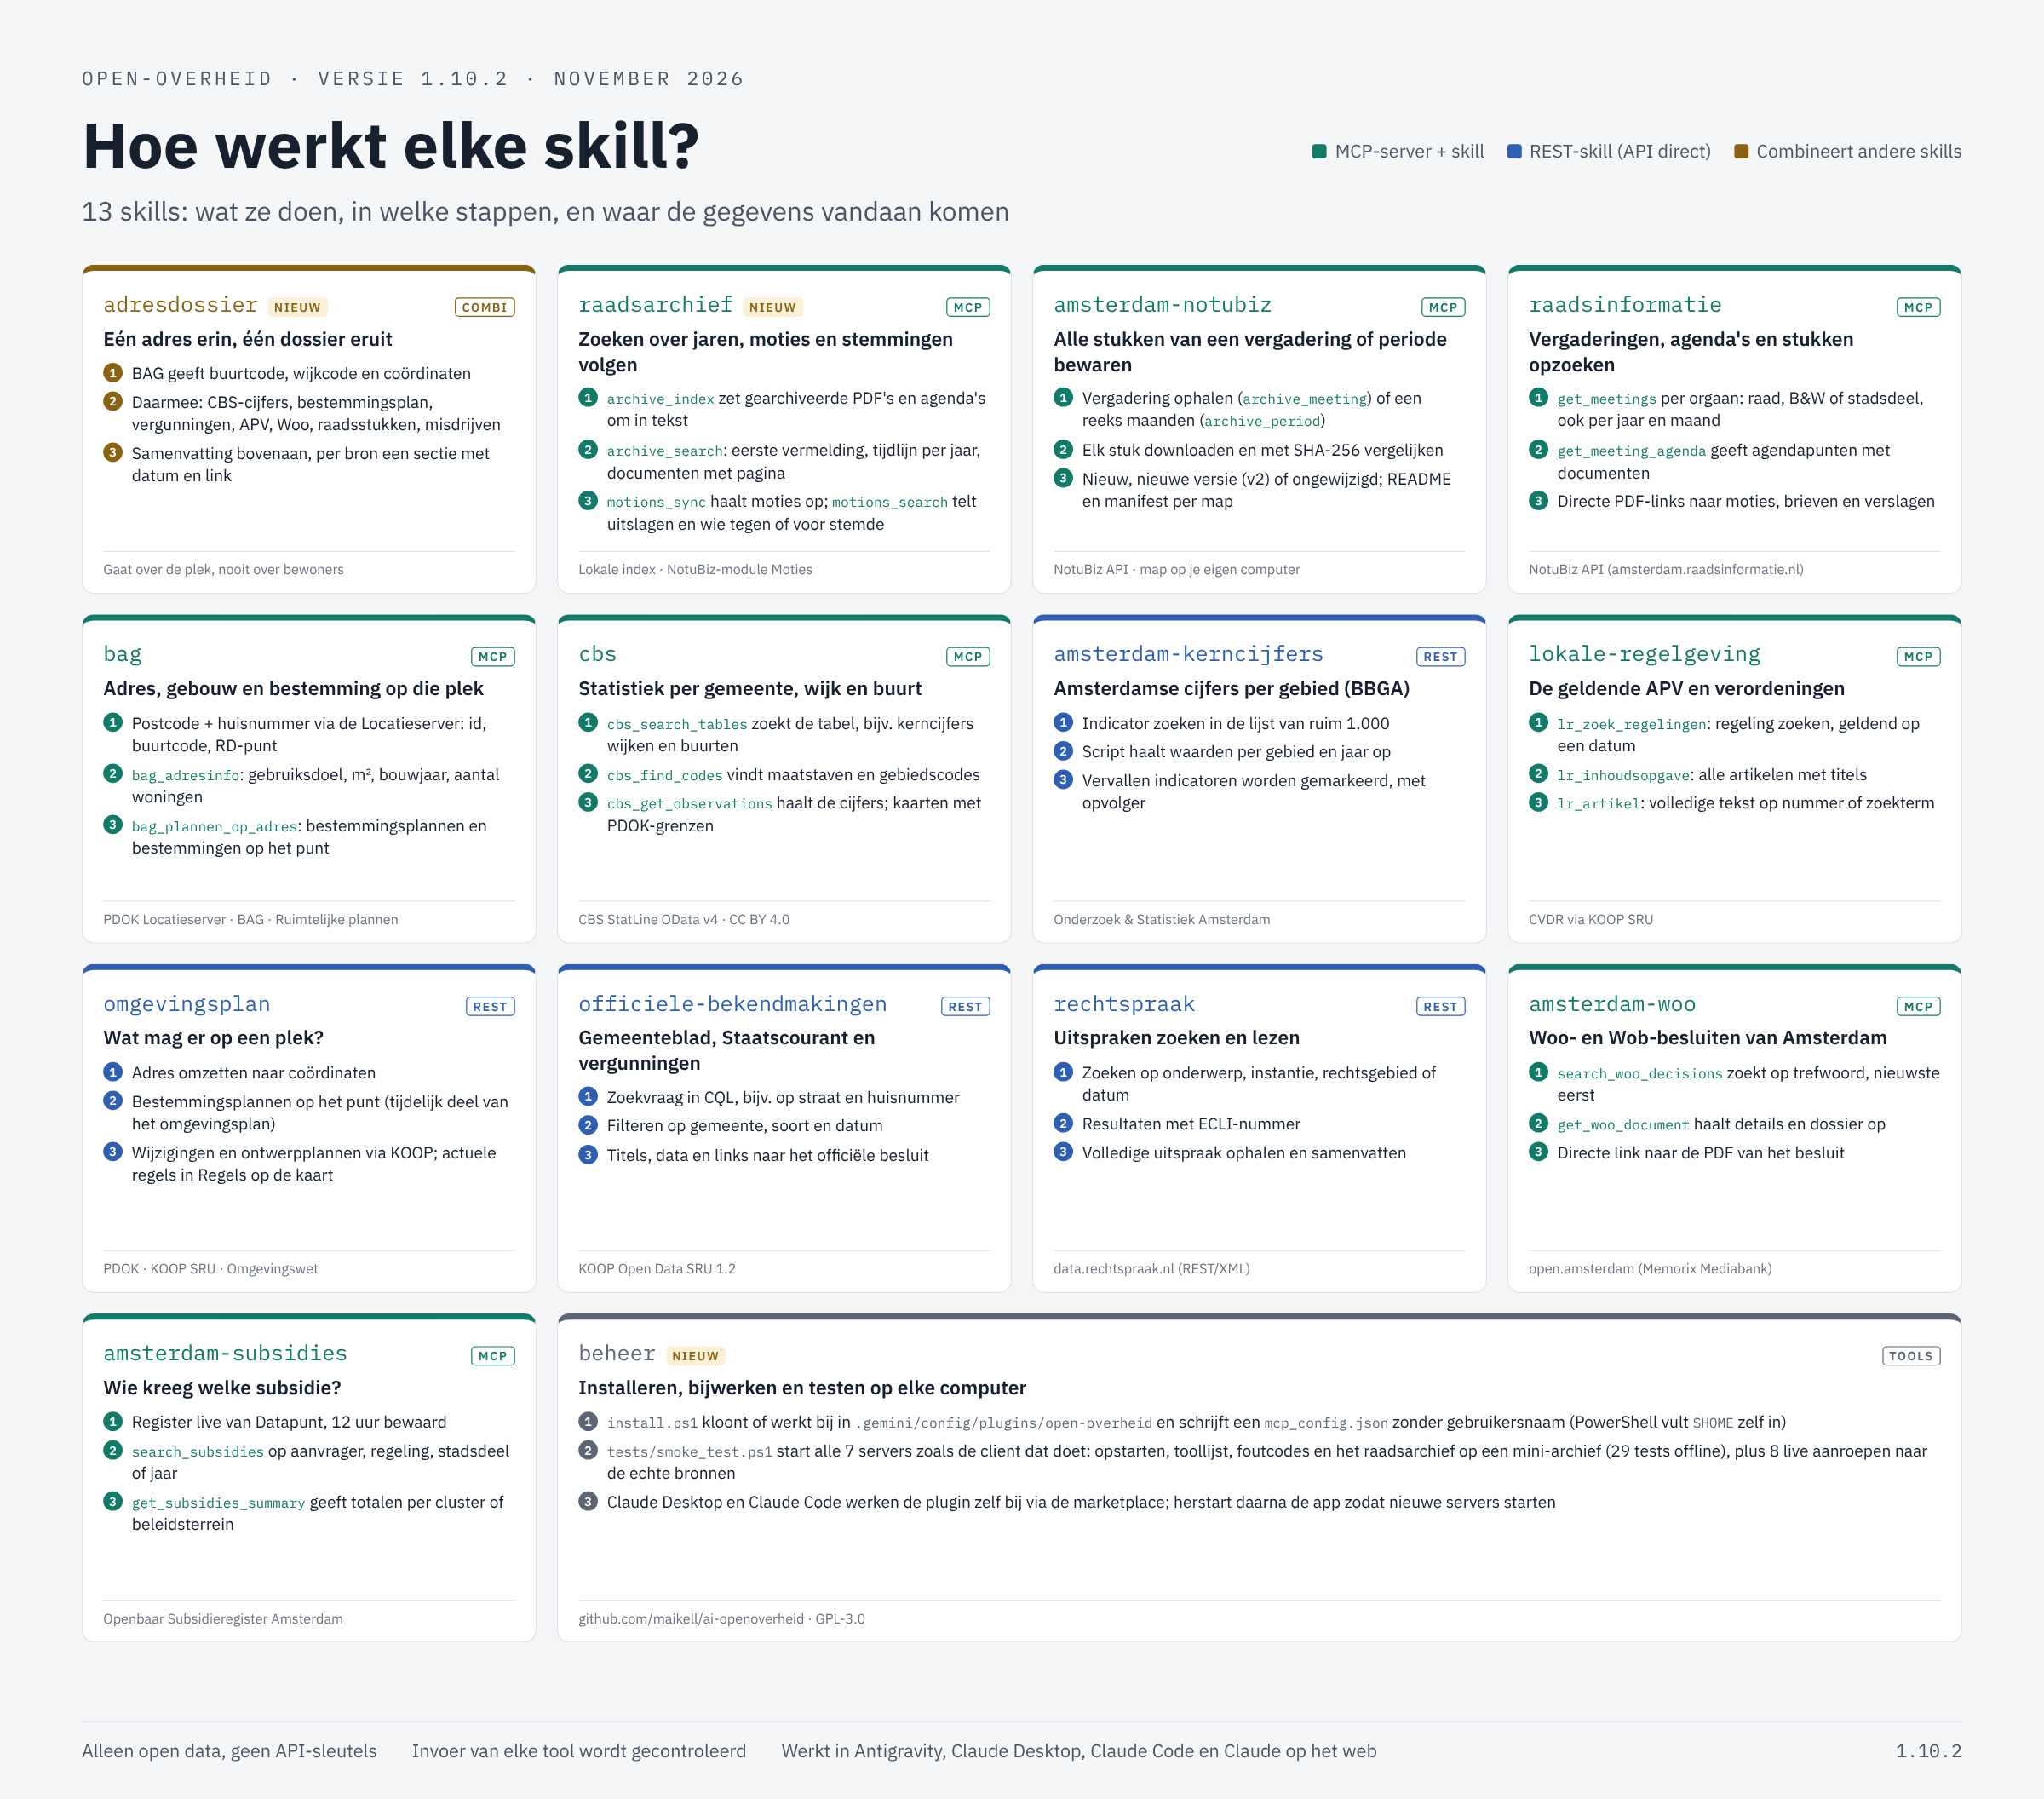 OPEN-OVERHEID · VERSIE 1.10.2 · NOVEMBER 2026
Hoe werkt elke skill?
MCP-server + skill
REST-skill (API direct)
Combineert andere skills
13 skills: wat ze doen, in welke stappen, en waar de gegevens vandaan komen
adresdossier NIEUW COMBI
Eén adres erin, één dossier eruit
1 BAG geeft buurtcode, wijkcode en coördinaten
2 Daarmee: CBS-cijfers, bestemmingsplan,
vergunningen, APV, Woo, raadsstukken, misdrijven
3 Samenvatting bovenaan, per bron een sectie met
datum en link
Gaat over de plek, nooit over bewoners
raadsarchief NIEUW MCP
Zoeken over jaren, moties en stemmingen
volgen
1 archive_index zet gearchiveerde PDF's en agenda's
om in tekst
2 archive_search: eerste vermelding, tijdlijn per jaar,
documenten met pagina
3 motions_sync haalt moties op; motions_search telt
uitslagen en wie tegen of voor stemde
Lokale index · NotuBiz-module Moties
amsterdam-notubiz MCP
Alle stukken van een vergadering of periode
bewaren
1 Vergadering ophalen (archive_meeting) of een
reeks maanden (archive_period)
2 Elk stuk downloaden en met SHA-256 vergelijken
3 Nieuw, nieuwe versie (v2) of ongewijzigd; README
en manifest per map
NotuBiz API · map op je eigen computer
raadsinformatie MCP
Vergaderingen, agenda's en stukken
opzoeken
1 get_meetings per orgaan: raad, B&W of stadsdeel,
ook per jaar en maand
2 get_meeting_agenda geeft agendapunten met
documenten
3 Directe PDF-links naar moties, brieven en verslagen
NotuBiz API (amsterdam.raadsinformatie.nl)
bag MCP
Adres, gebouw en bestemming op die plek
1 Postcode + huisnummer via de Locatieserver: id,
buurtcode, RD-punt
2 bag_adresinfo: gebruiksdoel, m², bouwjaar, aantal
woningen
3 bag_plannen_op_adres: bestemmingsplannen en
bestemmingen op het punt
PDOK Locatieserver · BAG · Ruimtelijke plannen
cbs MCP
Statistiek per gemeente, wijk en buurt
1 cbs_search_tables zoekt de tabel, bijv. kerncijfers
wijken en buurten
2 cbs_find_codes vindt maatstaven en gebiedscodes
3 cbs_get_observations haalt de cijfers; kaarten met
PDOK-grenzen
CBS StatLine OData v4 · CC BY 4.0
amsterdam-kerncijfers REST
Amsterdamse cijfers per gebied (BBGA)
1 Indicator zoeken in de lijst van ruim 1.000
2 Script haalt waarden per gebied en jaar op
3 Vervallen indicatoren worden gemarkeerd, met
opvolger
Onderzoek & Statistiek Amsterdam
lokale-regelgeving MCP
De geldende APV en verordeningen
1 lr_zoek_regelingen: regeling zoeken, geldend op
een datum
2 lr_inhoudsopgave: alle artikelen met titels
3 lr_artikel: volledige tekst op nummer of zoekterm
CVDR via KOOP SRU
omgevingsplan REST
Wat mag er op een plek?
1 Adres omzetten naar coördinaten
2 Bestemmingsplannen op het punt (tijdelijk deel van
het omgevingsplan)
3 Wijzigingen en ontwerpplannen via KOOP; actuele
regels in Regels op de kaart
PDOK · KOOP SRU · Omgevingswet
officiele-bekendmakingen REST
Gemeenteblad, Staatscourant en
vergunningen
1 Zoekvraag in CQL, bijv. op straat en huisnummer
2 Filteren op gemeente, soort en datum
3 Titels, data en links naar het officiële besluit
KOOP Open Data SRU 1.2
rechtspraak REST
Uitspraken zoeken en lezen
1 Zoeken op onderwerp, instantie, rechtsgebied of
datum
2 Resultaten met ECLI-nummer
3 Volledige uitspraak ophalen en samenvatten
data.rechtspraak.nl (REST/XML)
amsterdam-woo MCP
Woo- en Wob-besluiten van Amsterdam
1 search_woo_decisions zoekt op trefwoord, nieuwste
eerst
2 get_woo_document haalt details en dossier op
3 Directe link naar de PDF van het besluit
open.amsterdam (Memorix Mediabank)
amsterdam-subsidies MCP
Wie kreeg welke subsidie?
1 Register live van Datapunt, 12 uur bewaard
2 search_subsidies op aanvrager, regeling, stadsdeel
of jaar
3 get_subsidies_summary geeft totalen per cluster of
beleidsterrein
Openbaar Subsidieregister Amsterdam
beheer NIEUW TOOLS
Installeren, bijwerken en testen op elke computer
1 install.ps1 kloont of werkt bij in .gemini/config/plugins/open-overheid en schrijft een mcp_config.json zonder gebruikersnaam (PowerShell vult $HOME zelf in)
2 tests/smoke_test.ps1 start alle 7 servers zoals de client dat doet: opstarten, toollijst, foutcodes en het raadsarchief op een mini-archief (29 tests offline), plus 8 live aanroepen naar
de echte bronnen
3 Claude Desktop en Claude Code werken de plugin zelf bij via de marketplace; herstart daarna de app zodat nieuwe servers starten
github.com/maikell/ai-openoverheid · GPL-3.0
Alleen open data, geen API-sleutels
Invoer van elke tool wordt gecontroleerd
Werkt in Antigravity, Claude Desktop, Claude Code en Claude op het web
1.10.2